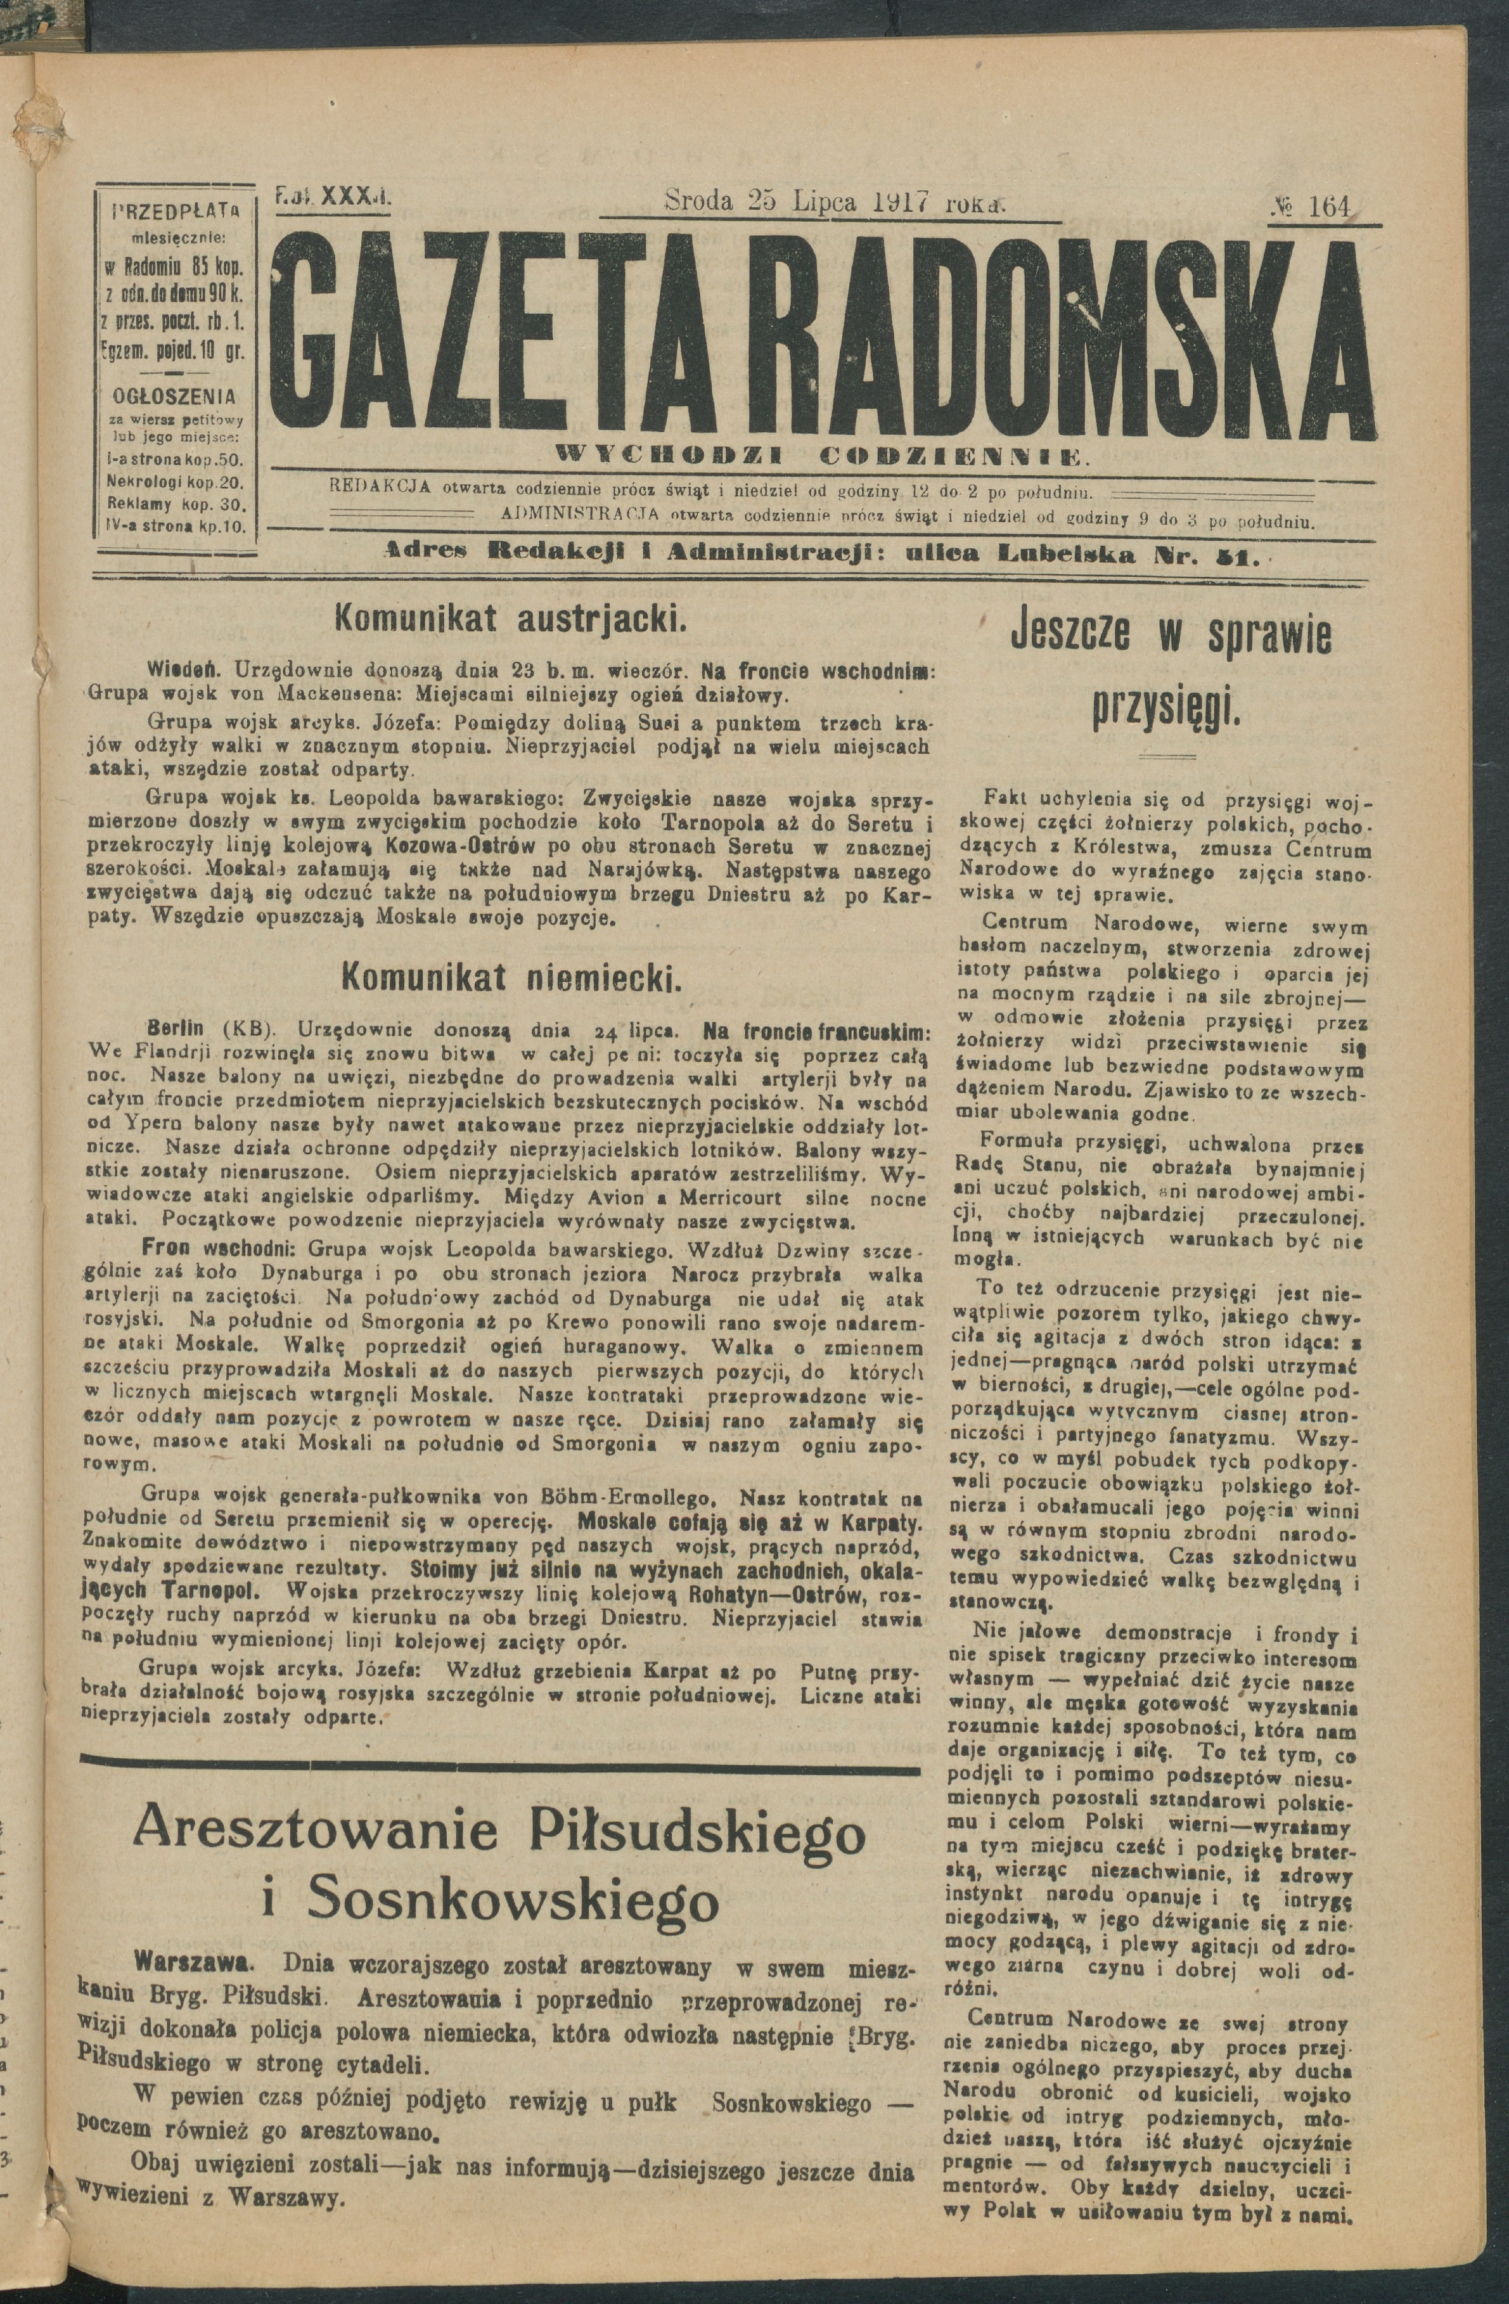 PRZEDPŁATA
miesięcznie:
w Radomiu 85 kop.
z odn. do domu 90 k.
z przes. poczt. rb. 1.
Egzem. pojed. 10 gr.
OGŁOSZENIA
za wiersz petitowy
lub jego miejsce:
I-a strona kop. 50.
Nekrologi kop. 20.
Reklamy kop. 30.
IV-a strona kp. 10.
Środa 25 Lipca 1917 roku.
№ 164
GAZETA RADOMSKA
WYCHODZI CODZIENNIE.
REDAKCJA otwarta codziennie prócz świąt i niedziel od godziny 12 do 2 po południu.
ADMINISTRACJA otwarta codziennie prócz świąt i niedziel od godziny 9 do 3 po południu.
Adres Redakcji i Administracji: ulica Lubelska Nr. 51.
Komunikat austrjacki.
Wiedeń. Urzędownie donoszą dnia 23 b. m. wieczór. Na froncie wschodnim:
Grupa wojsk von Mackensena: Miejscami silniejszy ogień działowy.
Grupa wojsk arcyks. Józefa: Pomiędzy doliną Susi a punktem trzech kra-
jów odżyły walki w znacznym stopniu. Nieprzyjaciel podjął na wielu miejscach
ataki, wszędzie został odparty.
Grupa wojsk ks. Leopolda bawarskiego: Zwycięskie nasze wojska sprzy-
mierzone doszły w swym zwycięskim pochodzie koło Tarnopola aż do Seretu i
przekroczyły linję kolejową Kozowa-Ostrów po obu stronach Seretu w znacznej
szerokości. Moskale załamują się także nad Narajówką. Następstwa naszego
zwycięstwa dają się odczuć także na południowym brzegu Dniestru aż po Kar-
paty. Wszędzie opuszczają Moskale swoje pozycje.
Komunikat niemiecki.
Berlin (KB). Urzędownie donoszą dnia 24 lipca. Na froncie francuskim:
We Flandrji rozwinęła się znowu bitwa w całej pełni: toczyła się poprzez całą
noc. Nasze balony na uwięzi, niezbędne do prowadzenia walki artylerji były na
całym froncie przedmiotem nieprzyjacielskich bezskutecznych pocisków. Na wschód
od Ypern balony nasze były nawet atakowane przez nieprzyjacielskie oddziały lot-
nicze. Nasze działa ochronne odpędziły nieprzyjacielskich lotników. Balony wszy-
stkie zostały nienaruszone. Osiem nieprzyjacielskich aparatów zestrzeliliśmy. Wy-
wiadowcze ataki angielskie odparliśmy. Między Avion a Merricourt silne nocne
ataki. Początkowe powodzenie nieprzyjaciela wyrównały nasze zwycięstwa.
Fron wschodni: Grupa wojsk Leopolda bawarskiego. Wzdłuż Dzwiny szcze-
gólnie zaś koło Dynaburga i po obu stronach jeziora Narocz przybrała walka
artylerji na zaciętości. Na południowy zachód od Dynaburga nie udał się atak
rosyjski. Na południe od Smorgonia aż po Krewo ponowili rano swoje nadarem-
ne ataki Moskale. Walkę poprzedził ogień huraganowy. Walka o zmiennem
szczęściu przyprowadziła Moskali aż do naszych pierwszych pozycji, do których
w licznych miejscach wtargnęli Moskale. Nasze kontrataki przeprowadzone wie-
czór oddały nam pozycje z powrotem w nasze ręce. Dzisiaj rano załamały się
nowe, masowe ataki Moskali na południe od Smorgonia w naszym ogniu zapo-
rowym.
Grupa wojsk generała-pułkownika von Böhm-Ermollego. Nasz kontratak na
południe od Seretu przemienił się w operecję. Moskale cofają się aż w Karpaty.
Znakomite dowództwo i niepowstrzymany pęd naszych wojsk, prących naprzód,
wydały spodziewane rezultaty. Stoimy już silnie na wyżynach zachodnich, okala-
jących Tarnopol. Wojska przekroczywszy linię kolejową Rohatyn—Ostrów, roz-
poczęły ruchy naprzód w kierunku na oba brzegi Dniestru. Nieprzyjaciel stawia
na południu wymienionej linji kolejowej zacięty opór.
Grupa wojsk arcyks. Józefa: Wzdłuż grzebienia Karpat aż po Putnę przy-
brała działalność bojową rosyjska szczególnie w stronie południowej. Liczne ataki
nieprzyjaciela zostały odparte.
Aresztowanie Piłsudskiego
i Sosnkowskiego
Warszawa. Dnia wczorajszego został aresztowany w swem miesz-
kaniu Bryg. Piłsudski. Aresztowania i poprzednio przeprowadzonej re-
wizji dokonała policja polowa niemiecka, która odwiozła następnie Bryg.
Piłsudskiego w stronę cytadeli.
W pewien czas później podjęto rewizję u pułk Sosnkowskiego —
poczem również go aresztowano.
Obaj uwięzieni zostali—jak nas informują—dzisiejszego jeszcze dnia
wywiezieni z Warszawy.
Jeszcze w sprawie
przysięgi.
Fakt uchylenia się od przysięgi woj-
skowej części żołnierzy polskich, pocho-
dzących z Królestwa, zmusza Centrum
Narodowe do wyraźnego zajęcia stano-
wiska w tej sprawie.
Centrum Narodowe, wierne swym
hasłom naczelnym, stworzenia zdrowej
istoty państwa polskiego i oparcia jej
na mocnym rządzie i na sile zbrojnej—
w odmowie złożenia przysięgi przez
żołnierzy widzi przeciwstawienie się
świadome lub bezwiedne podstawowym
dążeniem Narodu. Zjawisko to ze wszech-
miar ubolewania godne.
Formuła przysięgi, uchwalona przez
Radę Stanu, nie obrażała bynajmniej
ani uczuć polskich, ani narodowej ambi-
cji, choćby najbardziej przeczulonej.
Inną w istniejących warunkach być nie
mogła.
To też odrzucenie przysięgi jest nie-
wątpliwie pozorem tylko, jakiego chwy-
ciła się agitacja z dwóch stron idąca: z
jednej—pragnąca naród polski utrzymać
w bierności, z drugiej,—cele ogólne pod-
porządkująca wytycznym ciasnej stron-
niczości i partyjnego fanatyzmu. Wszy-
scy, co w myśl pobudek tych podkopy-
wali poczucie obowiązku polskiego żoł-
nierza i obałamucali jego pojęcia winni
są w równym stopniu zbrodni narodo-
wego szkodnictwa. Czas szkodnictwu
temu wypowiedzieć walkę bezwględną i
stanowczą.
Nie jałowe demonstracje i frondy i
nie spisek tragiczny przeciwko interesom
własnym — wypełniać dzić życie nasze
winny, ale męska gotowość wyzyskania
rozumnie każdej sposobności, która nam
daje organizację i siłę. To też tym, co
podjęli to i pomimo podszeptów niesu-
miennych pozostali sztandarowi polskie-
mu i celom Polski wierni—wyrażamy
na tym miejscu cześć i podziękę brater-
ską, wierząc niezachwianie, iż zdrowy
instynkt narodu opanuje i tę intrygę
niegodziwą, w jego dźwiganie się z nie-
mocy godzącą, i plewy agitacji od zdro-
wego ziarna czynu i dobrej woli od-
różni.
Centrum Narodowe ze swej strony
nie zaniedba niczego, aby proces przej-
rzenia ogólnego przyspieszyć, aby ducha
Narodu obronić od kusicieli, wojsko
polskie od intryg podziemnych, mło-
dzież naszą, która iść służyć ojczyźnie
pragnie — od fałszywych nauczycieli i
mentorów. Oby każdy dzielny, uczci-
wy Polak w usiłowaniu tym był z nami.